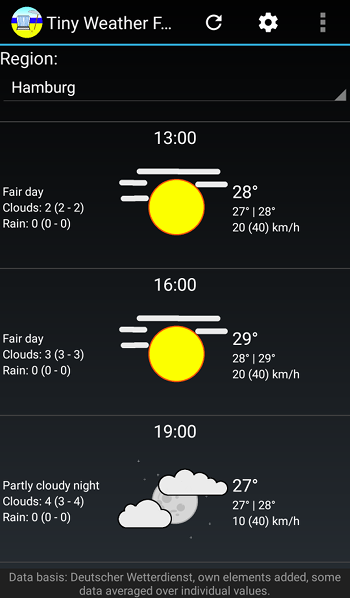 Tiny Weather F...
Region:
Hamburg
13:00
Fair day
Clouds: 2 (2 - 2)
Rain: 0 (0 - 0)
28°
27° | 28°
20 (40) km/h
16:00
Fair day
Clouds: 3 (3 - 3)
Rain: 0 (0 - 0)
29°
28° | 29°
20 (40) km/h
19:00
Partly cloudy night
Clouds: 4 (3 - 4)
Rain: 0 (0 - 0)
27°
27° | 28°
10 (40) km/h
Data basis: Deutscher Wetterdienst, own elements added, some
data averaged over individual values.